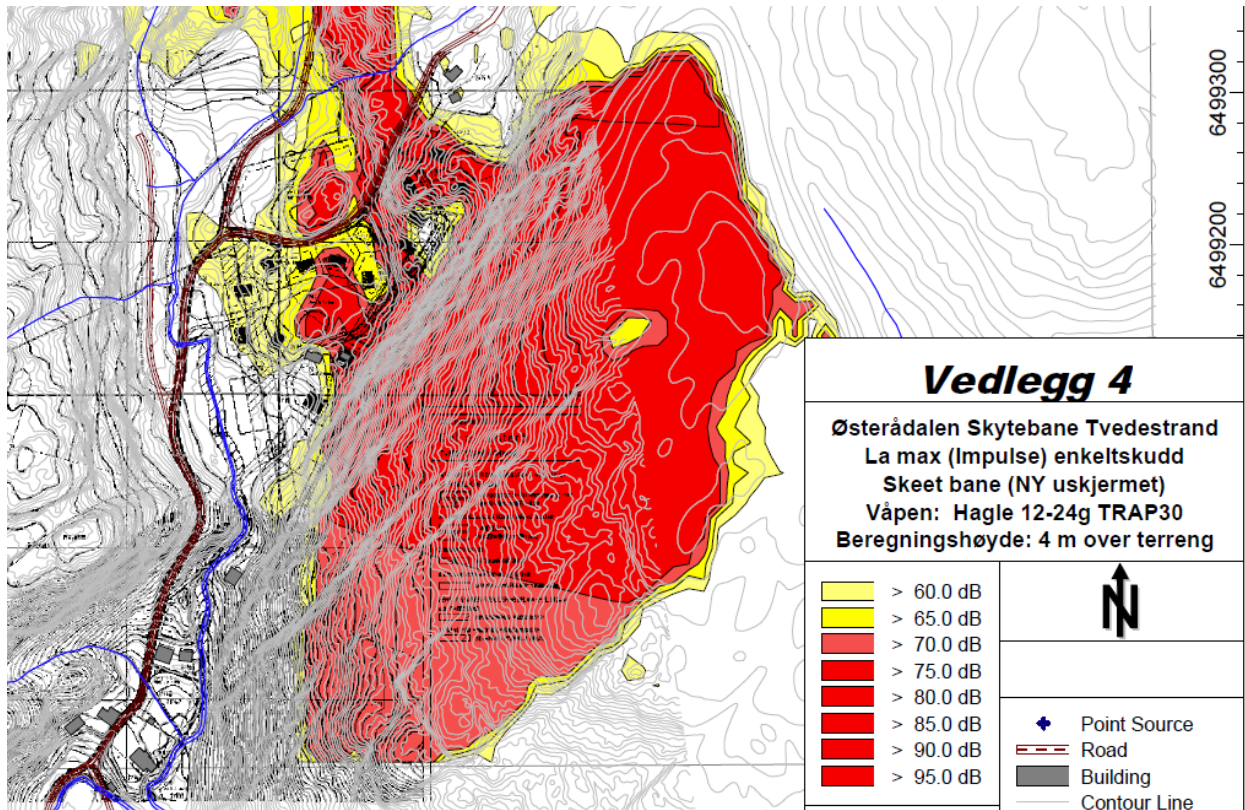 6499300
6499200
Vedlegg 4
Østerådalen Skytebane Tvedestrand
La max (Impulse) enkeltskudd
Skeet bane (NY uskjermet)
Våpen: Hagle 12-24g TRAP30
Beregningshøyde: 4 m over terreng
> 60.0 dB
> 65.0 dB
> 70.0 dB
> 75.0 dB
> 80.0 dB
> 85.0 dB
> 90.0 dB
> 95.0 dB
N
Point Source
Road
Building
Contour Line